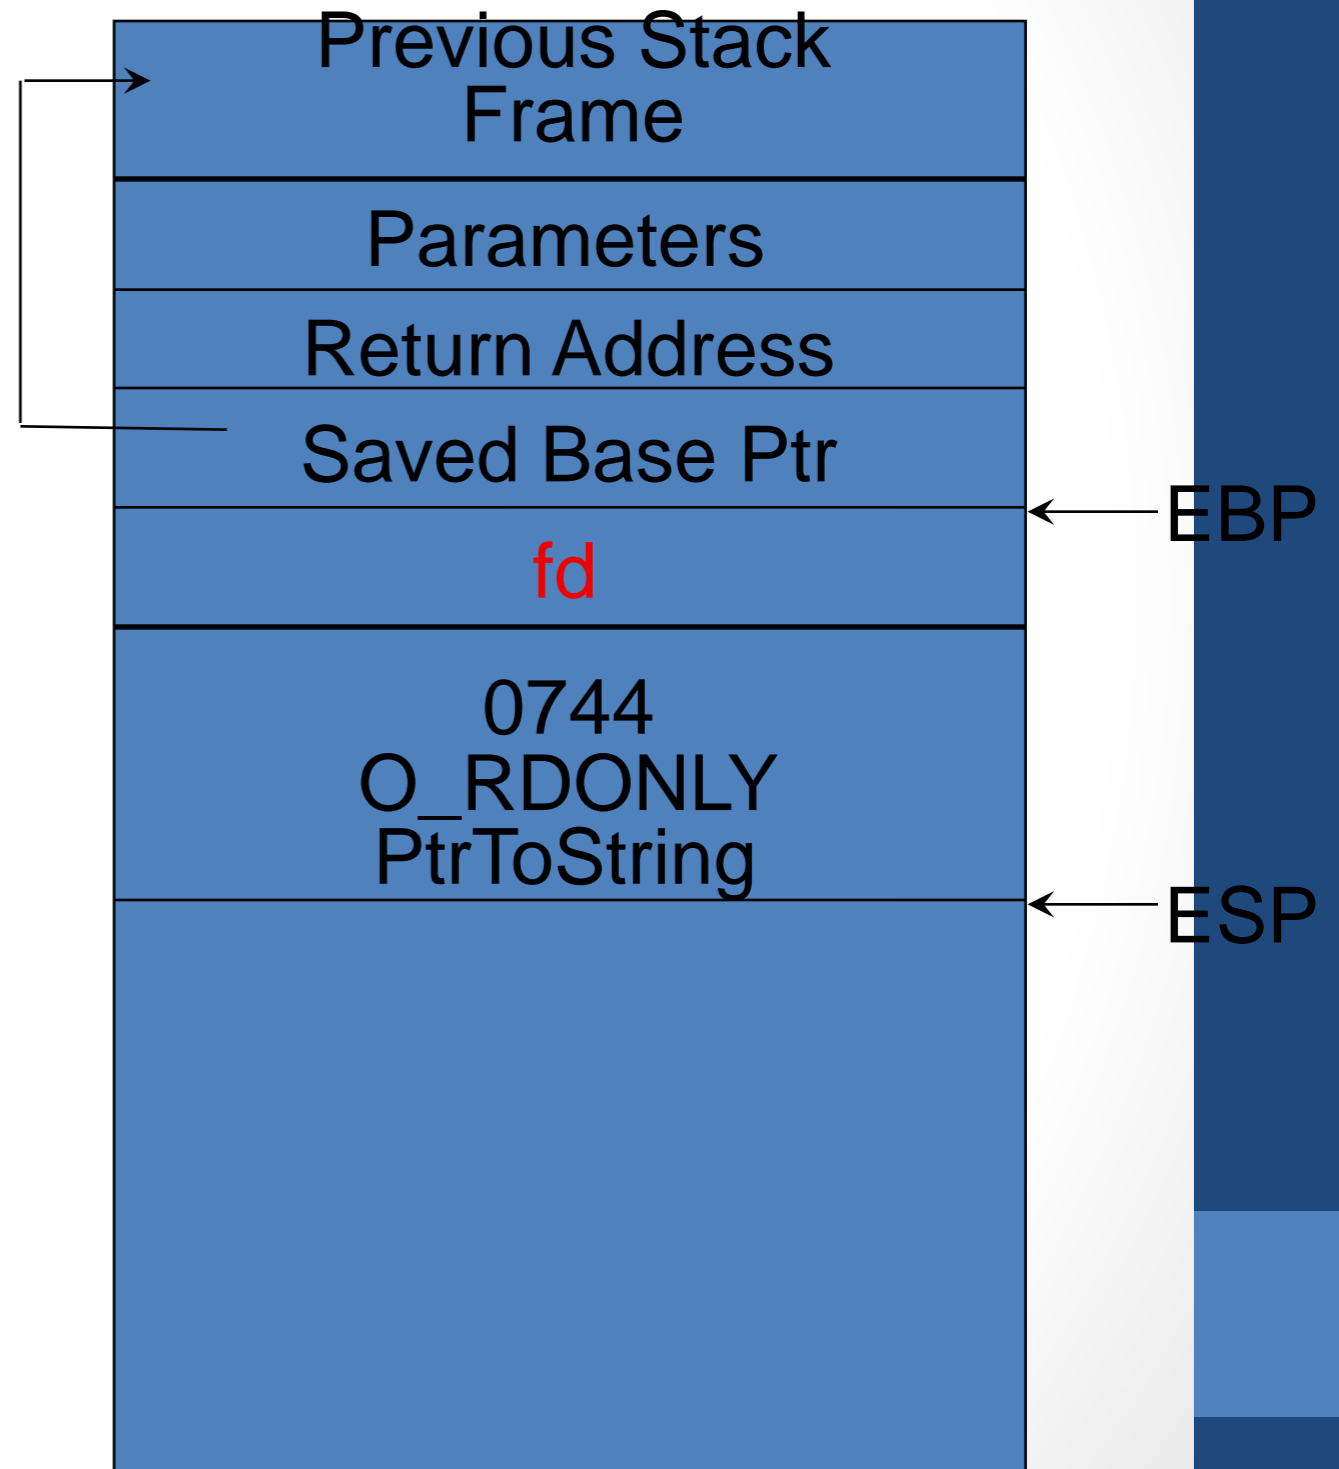 Previous Stack
Frame
Parameters
Return Address
Saved Base Ptr
EBP
fd
0744
O_RDONLY
PtrToString
ESP